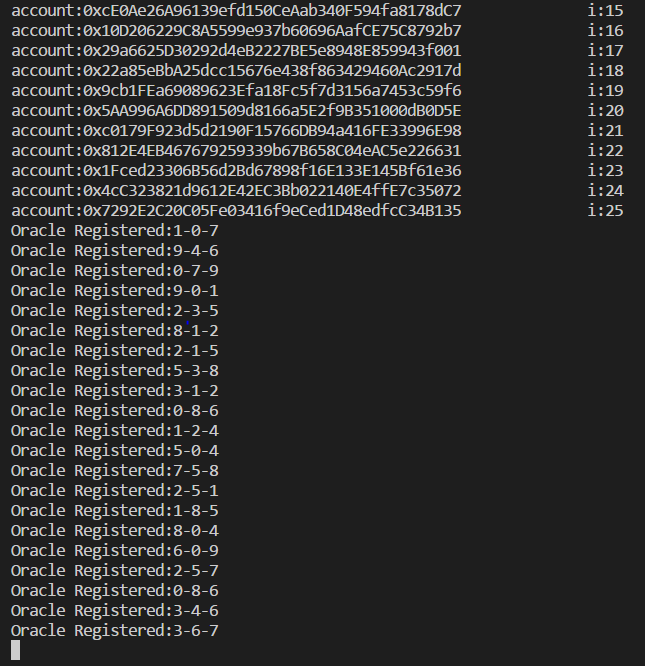 account:0xcE0Ae26A96139efd150CeAab340F594fa8178dC7 i:15
account:0x10D206229C8A5599e937b60696AafCE75C8792b7 i:16
account:0x29a6625D30292d4eB2227BE5e8948E859943f001 i:17
account:0x22a85eBbA25dcc15676e438f863429460Ac2917d i:18
account:0x9cb1FEa69089623Efa18Fc5f7d3156a7453c59f6 i:19
account:0x5AA996A6DD891509d8166a5E2f9B351000dB0D5E i:20
account:0xc0179F923d5d2190F15766DB94a416FE33996E98 i:21
account:0x812E4EB467679259339b67B658C04eAC5e226631 i:22
account:0x1Fced23306B56d2Bd67898f16E133E145Bf61e36 i:23
account:0x4cC323821d9612E42EC3Bb022140E4ffE7c35072 i:24
account:0x7292E2C20C05Fe03416f9eCed1D48edfcC34B135 i:25
Oracle Registered:1-0-7
Oracle Registered:9-4-6
Oracle Registered:0-7-9
Oracle Registered:9-0-1
Oracle Registered:2-3-5
Oracle Registered:8-1-2
Oracle Registered:2-1-5
Oracle Registered:5-3-8
Oracle Registered:3-1-2
Oracle Registered:0-8-6
Oracle Registered:1-2-4
Oracle Registered:5-0-4
Oracle Registered:7-5-8
Oracle Registered:2-5-1
Oracle Registered:1-8-5
Oracle Registered:8-0-4
Oracle Registered:6-0-9
Oracle Registered:2-5-7
Oracle Registered:0-8-6
Oracle Registered:3-4-6
Oracle Registered:3-6-7